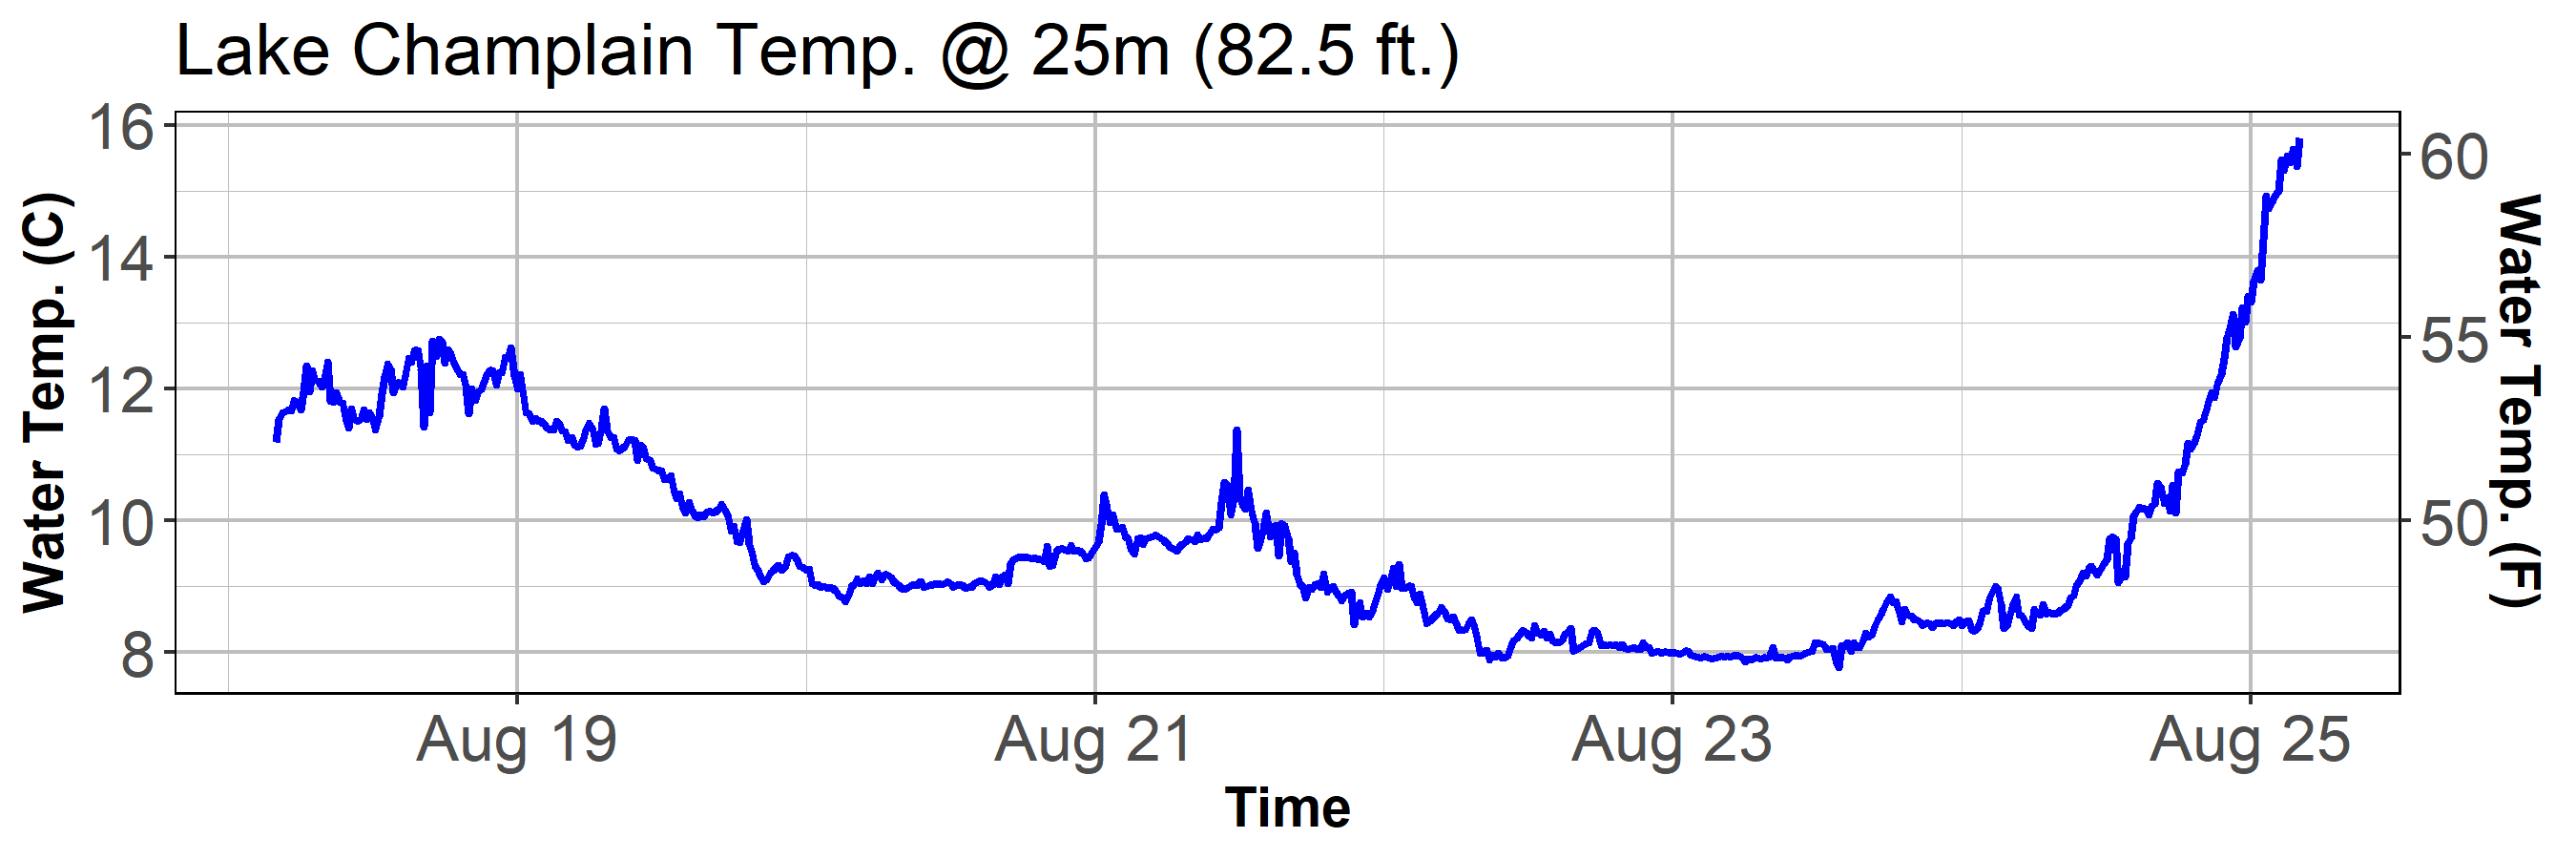 Lake Champlain Temp. @ 25m (82.5 ft.)
Water Temp. (C)
16
14
12
10
8
60
55
50
Water Temp. (F)
Aug 19 Aug 21 Aug 23 Aug 25
Time